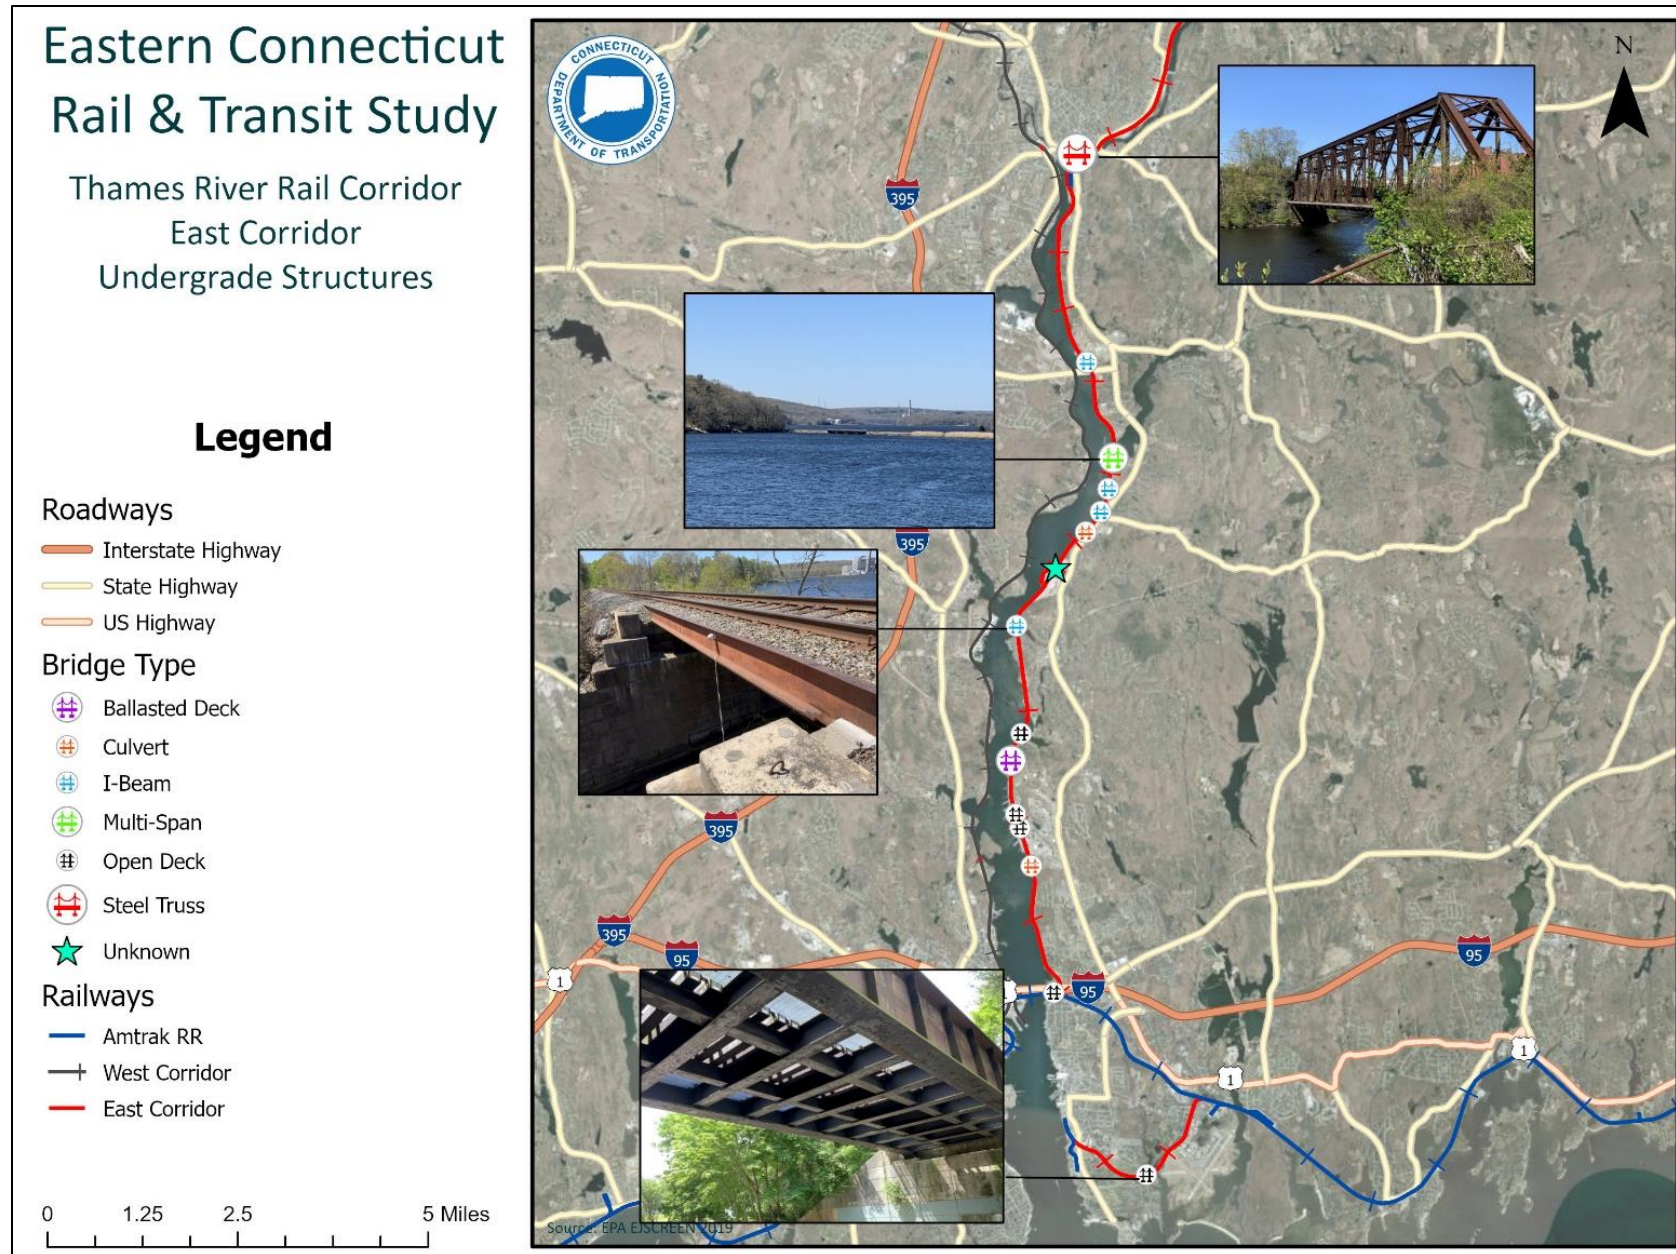 Eastern Connecticut
Rail & Transit Study
Thames River Rail Corridor
East Corridor
Undergrade Structures
Legend
Roadways
Interstate Highway
State Highway
US Highway
Bridge Type
Ballasted Deck
Culvert
I-Beam
Multi-Span
Open Deck
Steel Truss
Unknown
Railways
Amtrak RR
West Corridor
East Corridor
0 1.25 2.5 5 Miles
CONNECTICUT
DEPARTMENT OF TRANSPORTATION
N
395
395
395
395
95
95
95
1
1
1
Source: EPA EJSCREEN 2019